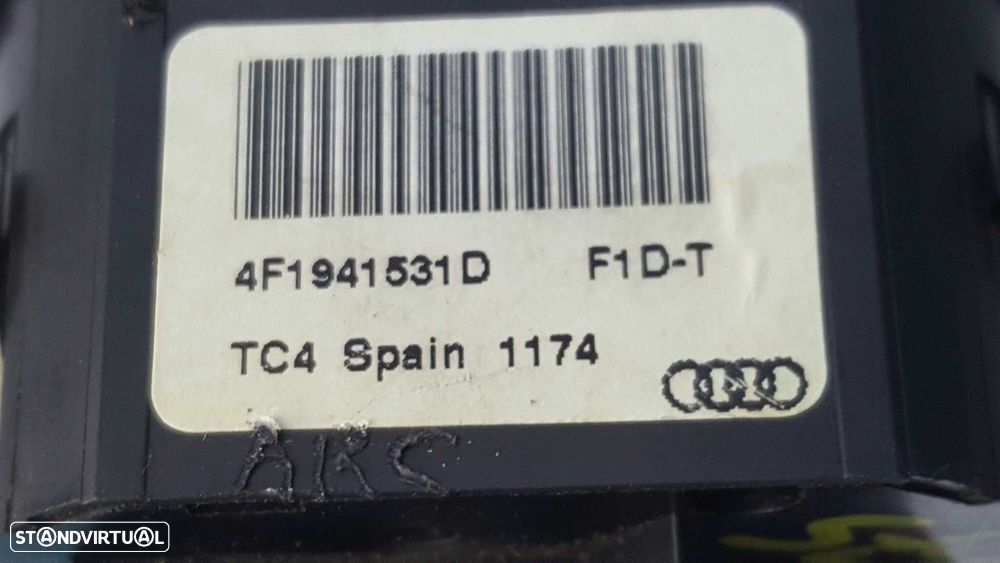 4F1941531D F1D-T
TC4 Spain 1174
ARC
STANDVIRTUAL